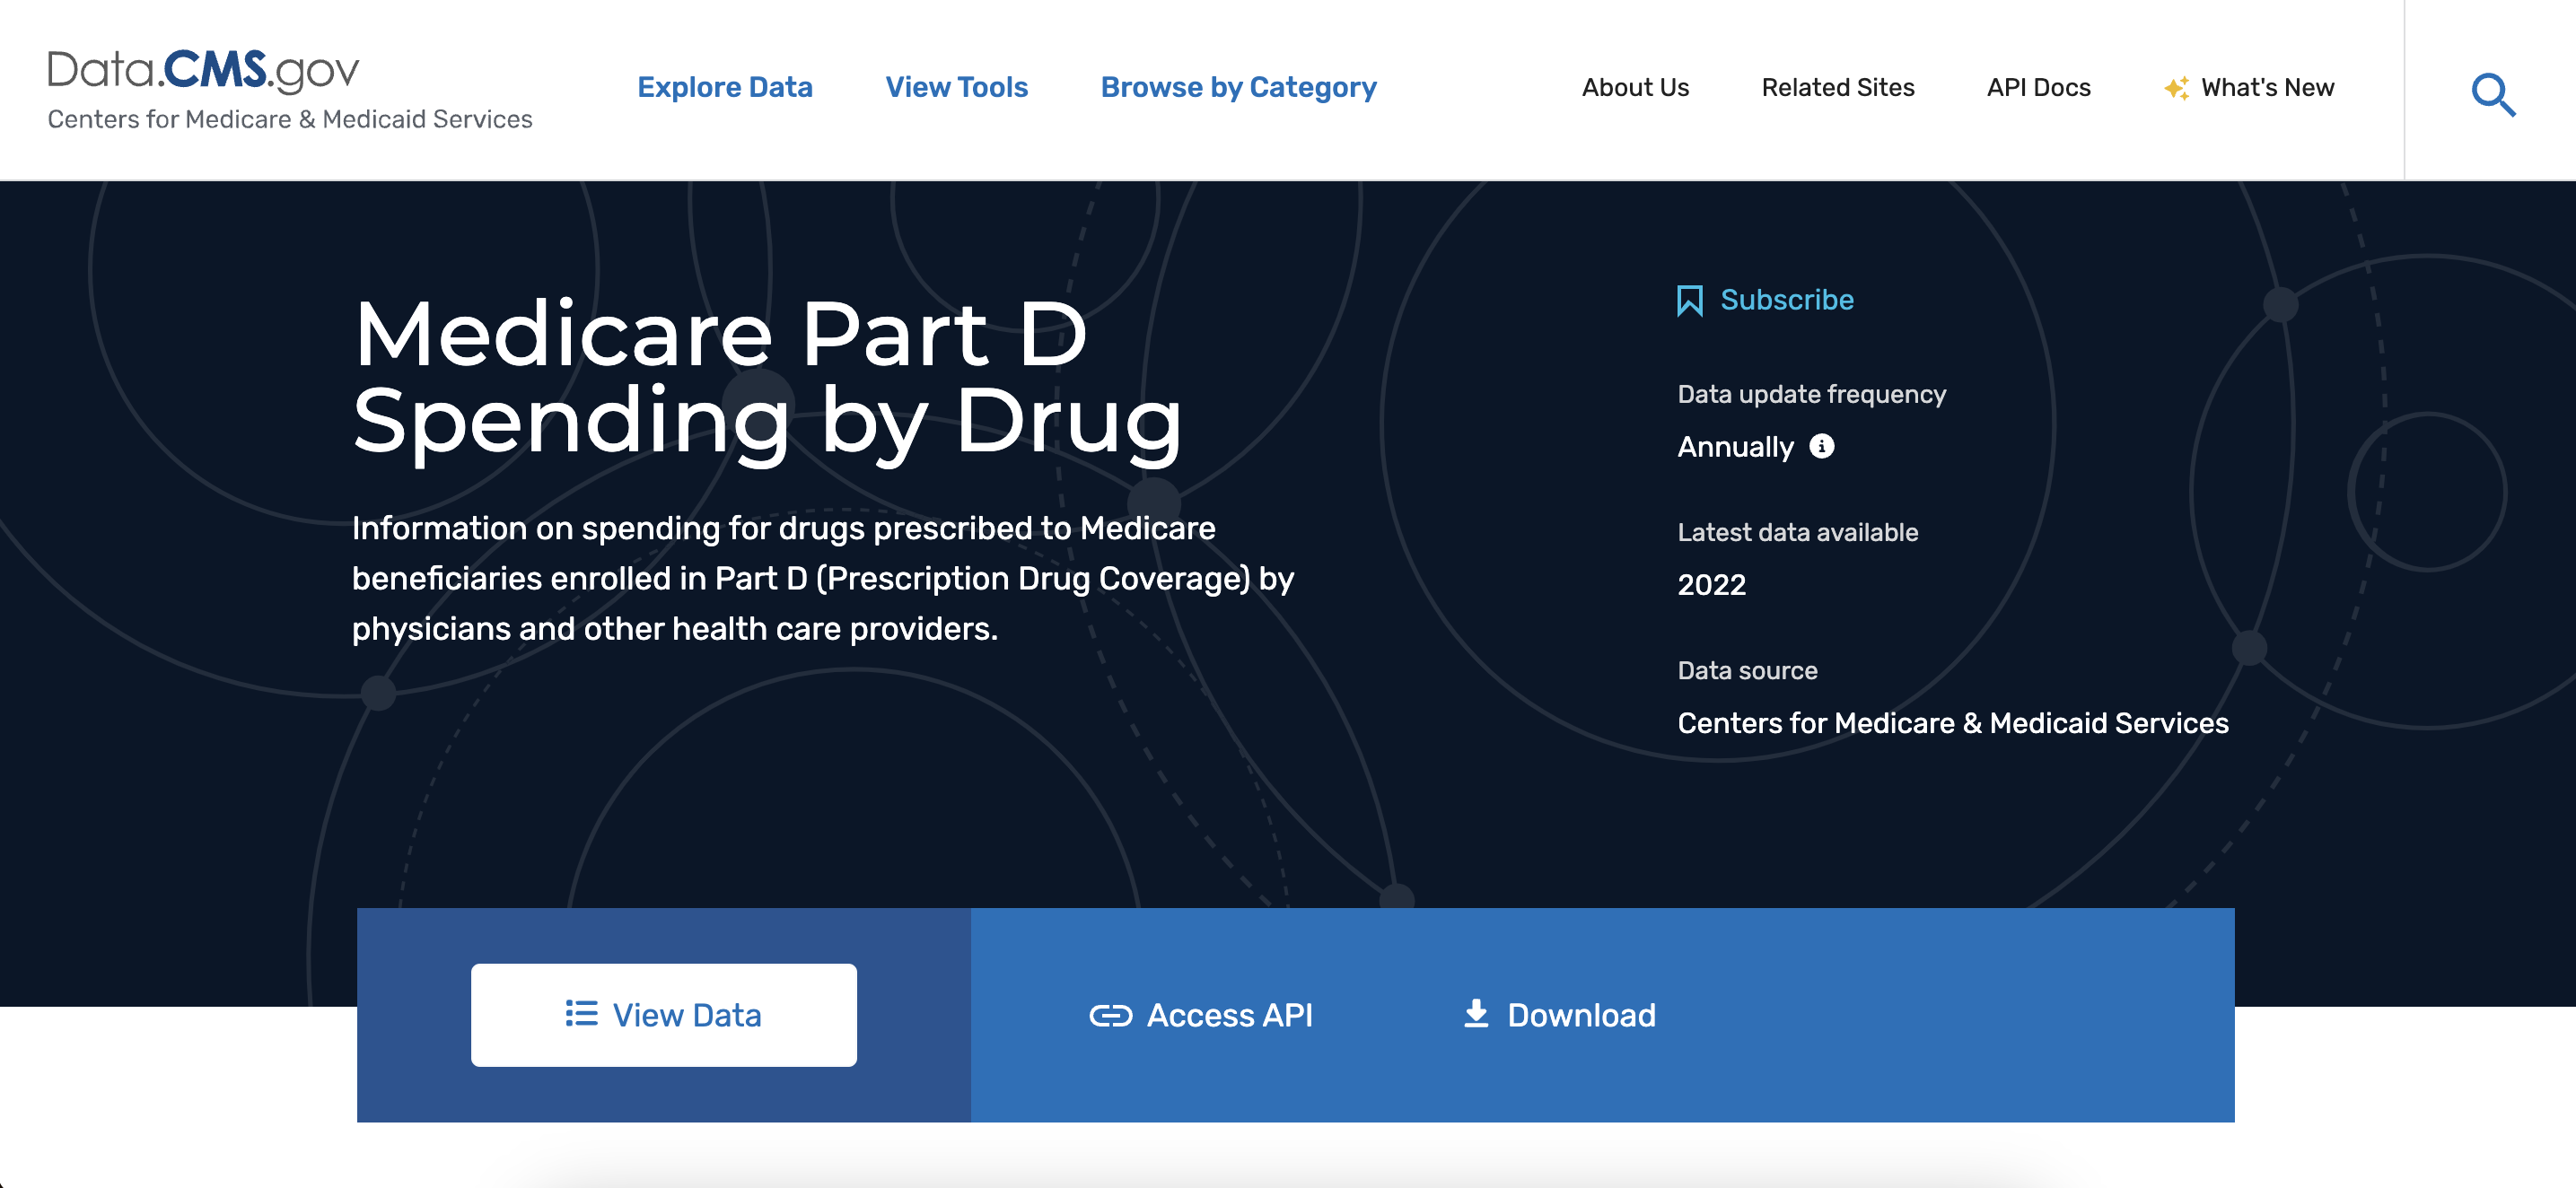 Data.CMS.gov
Centers for Medicare & Medicaid Services
Explore Data
View Tools
Browse by Category
About Us
Related Sites
API Docs
What's New
Medicare Part D
Spending by Drug
Information on spending for drugs prescribed to Medicare
beneficiaries enrolled in Part D (Prescription Drug Coverage) by
physicians and other health care providers.
Subscribe
Data update frequency
Annually
Latest data available
2022
Data source
Centers for Medicare & Medicaid Services
View Data
Access API
Download